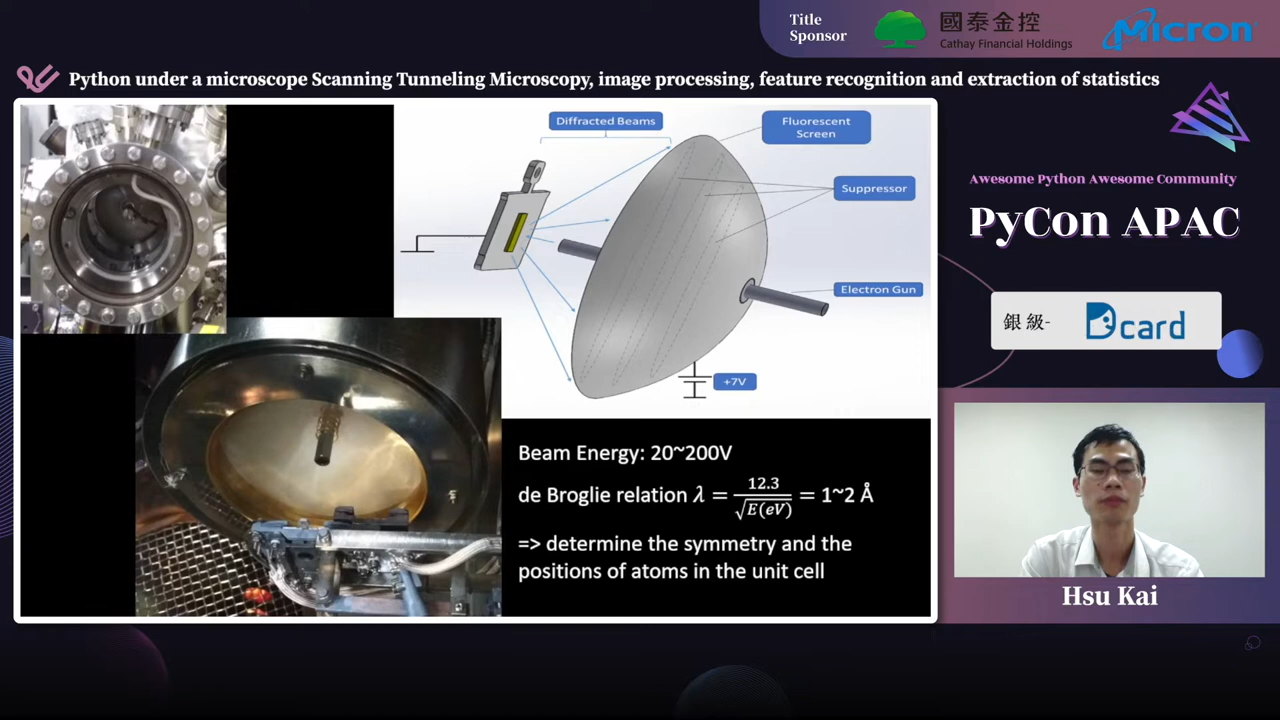 Title
Sponsor
國泰金控
Cathay Financial Holdings
Micron
Python under a microscope Scanning Tunneling Microscopy, image processing, feature recognition and extraction of statistics
Diffracted Beams
Fluorescent
Screen
Suppressor
Electron Gun
+7V
Beam Energy: 20~200V
de Broglie relation λ = 12.3/√E(eV) = 1~2 Å
=> determine the symmetry and the
positions of atoms in the unit cell
Awesome Python Awesome Community
PyCon APAC
銀級-
Dcard
Hsu Kai